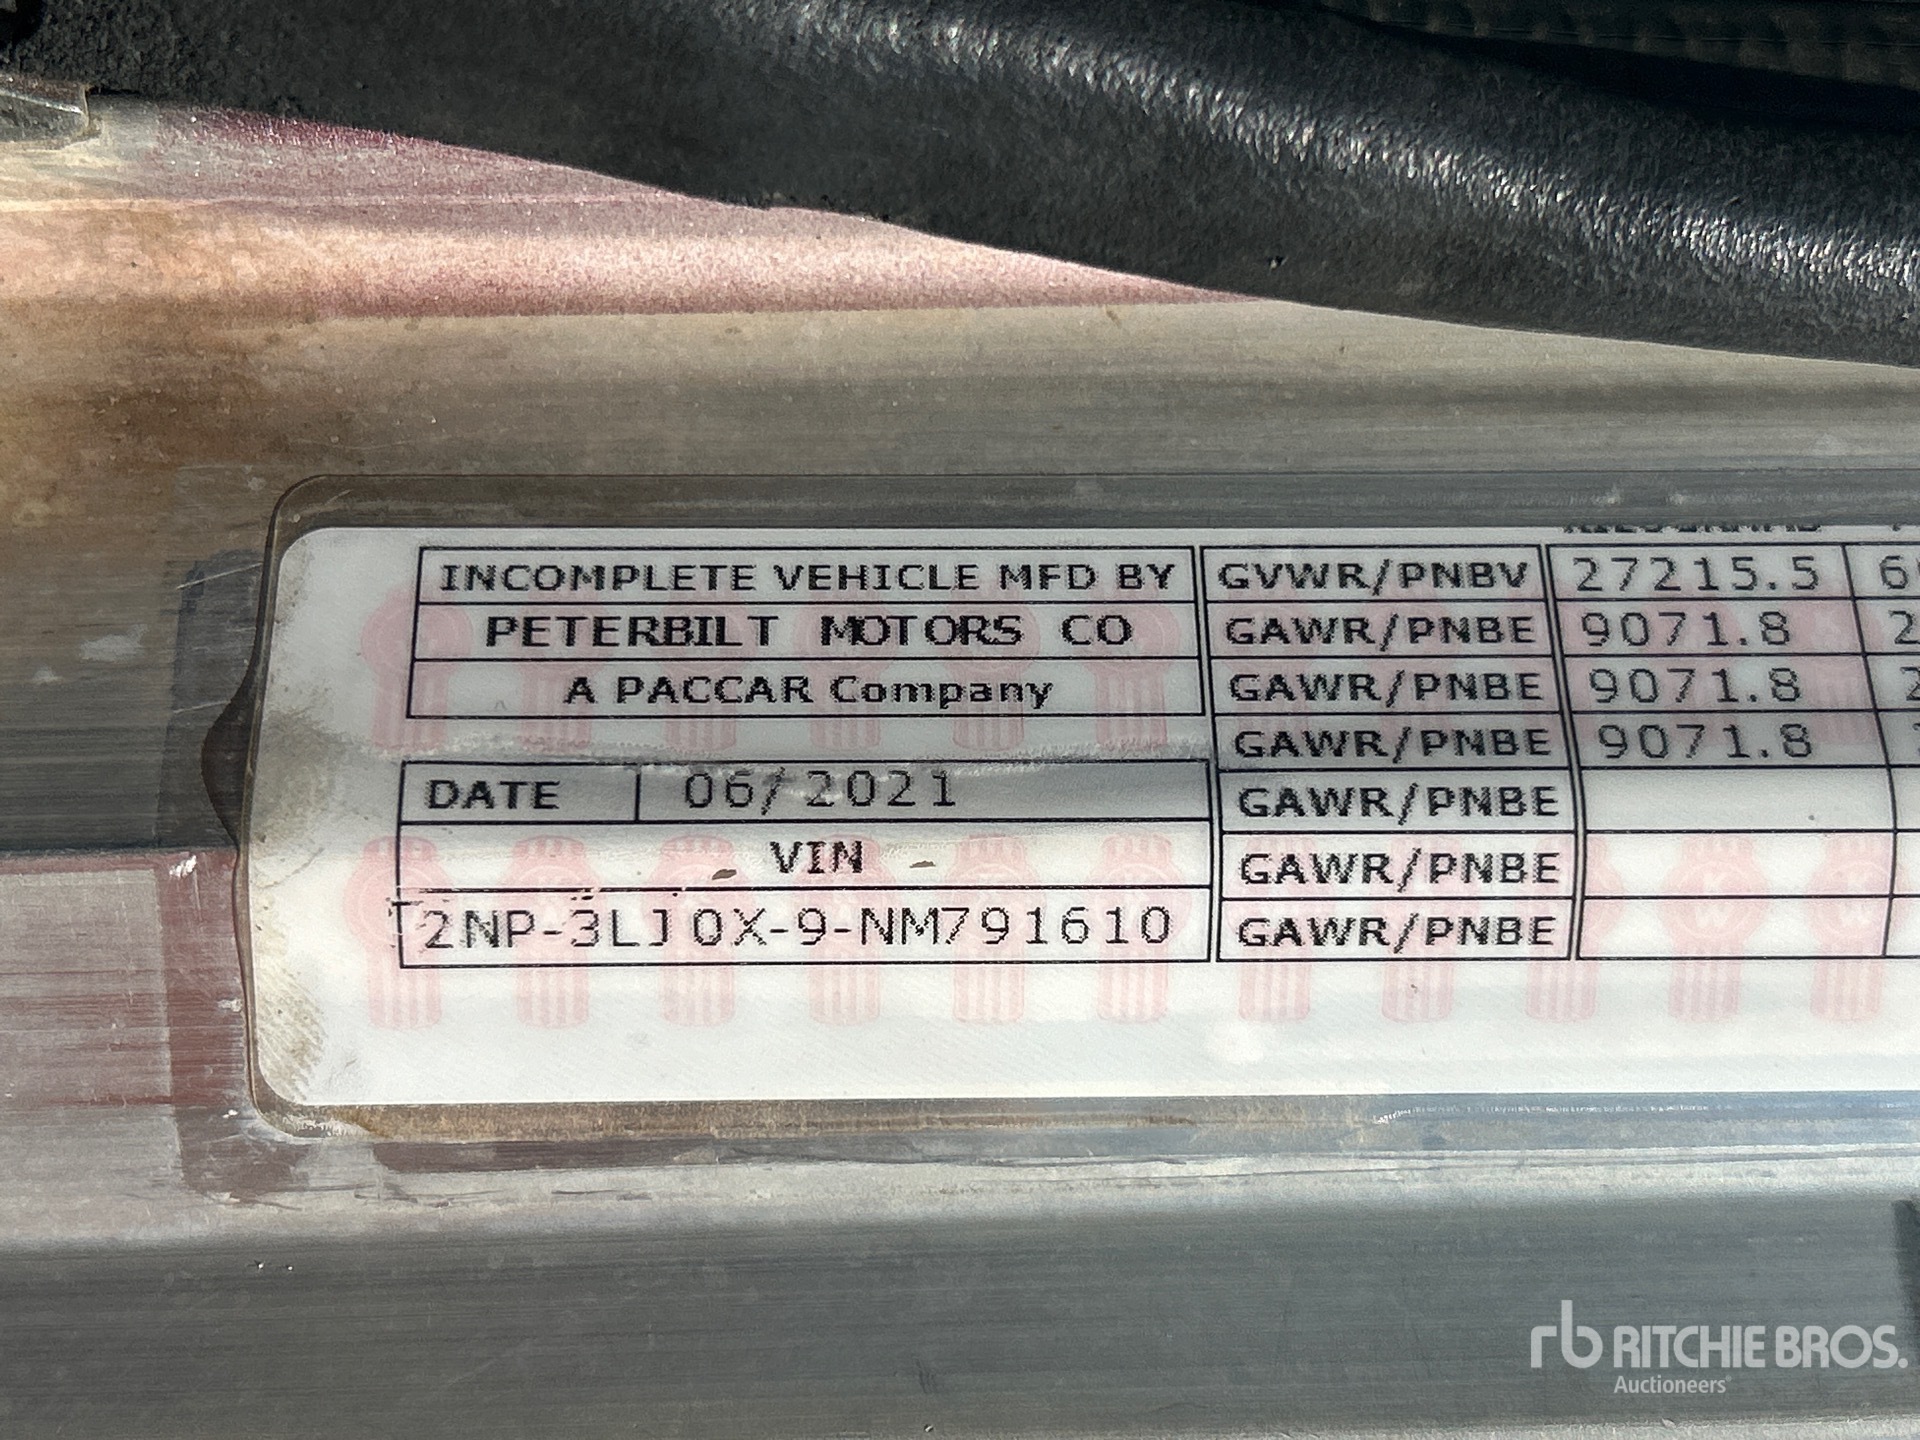 INCOMPLETE VEHICLE MFD BY
PETERBILT MOTORS CO
A PACCAR Company
DATE 06/2021
VIN
2NP-3LJ0X-9-NM791610
GVWR/PNBV 27215.5
GAWR/PNBE 9071.8
GAWR/PNBE 9071.8
GAWR/PNBE 9071.8
GAWR/PNBE
GAWR/PNBE
GAWR/PNBE
rb RITCHIE BROS.
Auctioneers